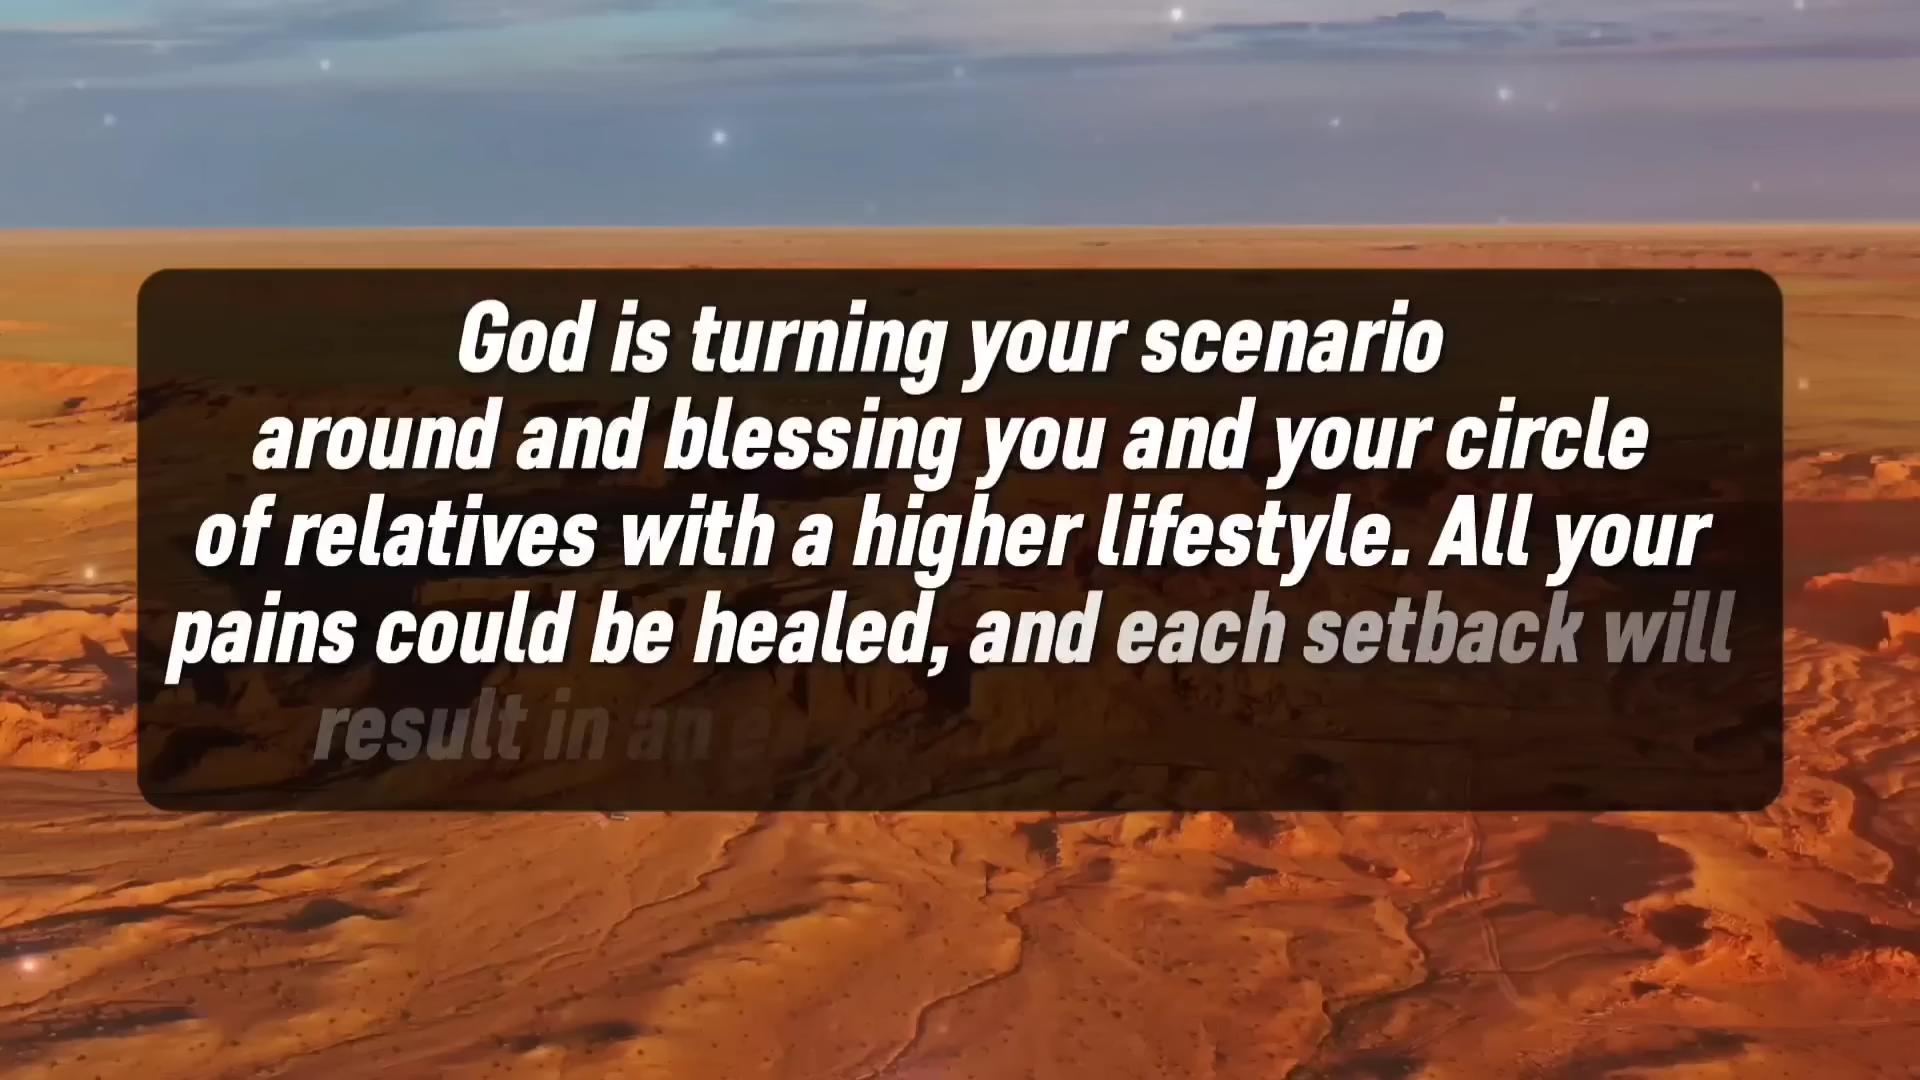 God is turning your scenario
around and blessing you and your circle
of relatives with a higher lifestyle. All your
pains could be healed, and each setback will
result in an